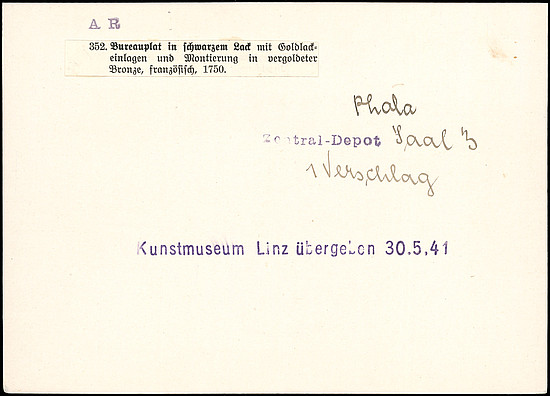 A R
352. Bureauplat in schwarzem Lack mit Goldlack-
einlagen und Montierung in vergoldeter
Bronze, französisch, 1750.
Zentral-Depot Saal 3
1 Verschlag
Kunstmuseum Linz übergeben 30.5.41